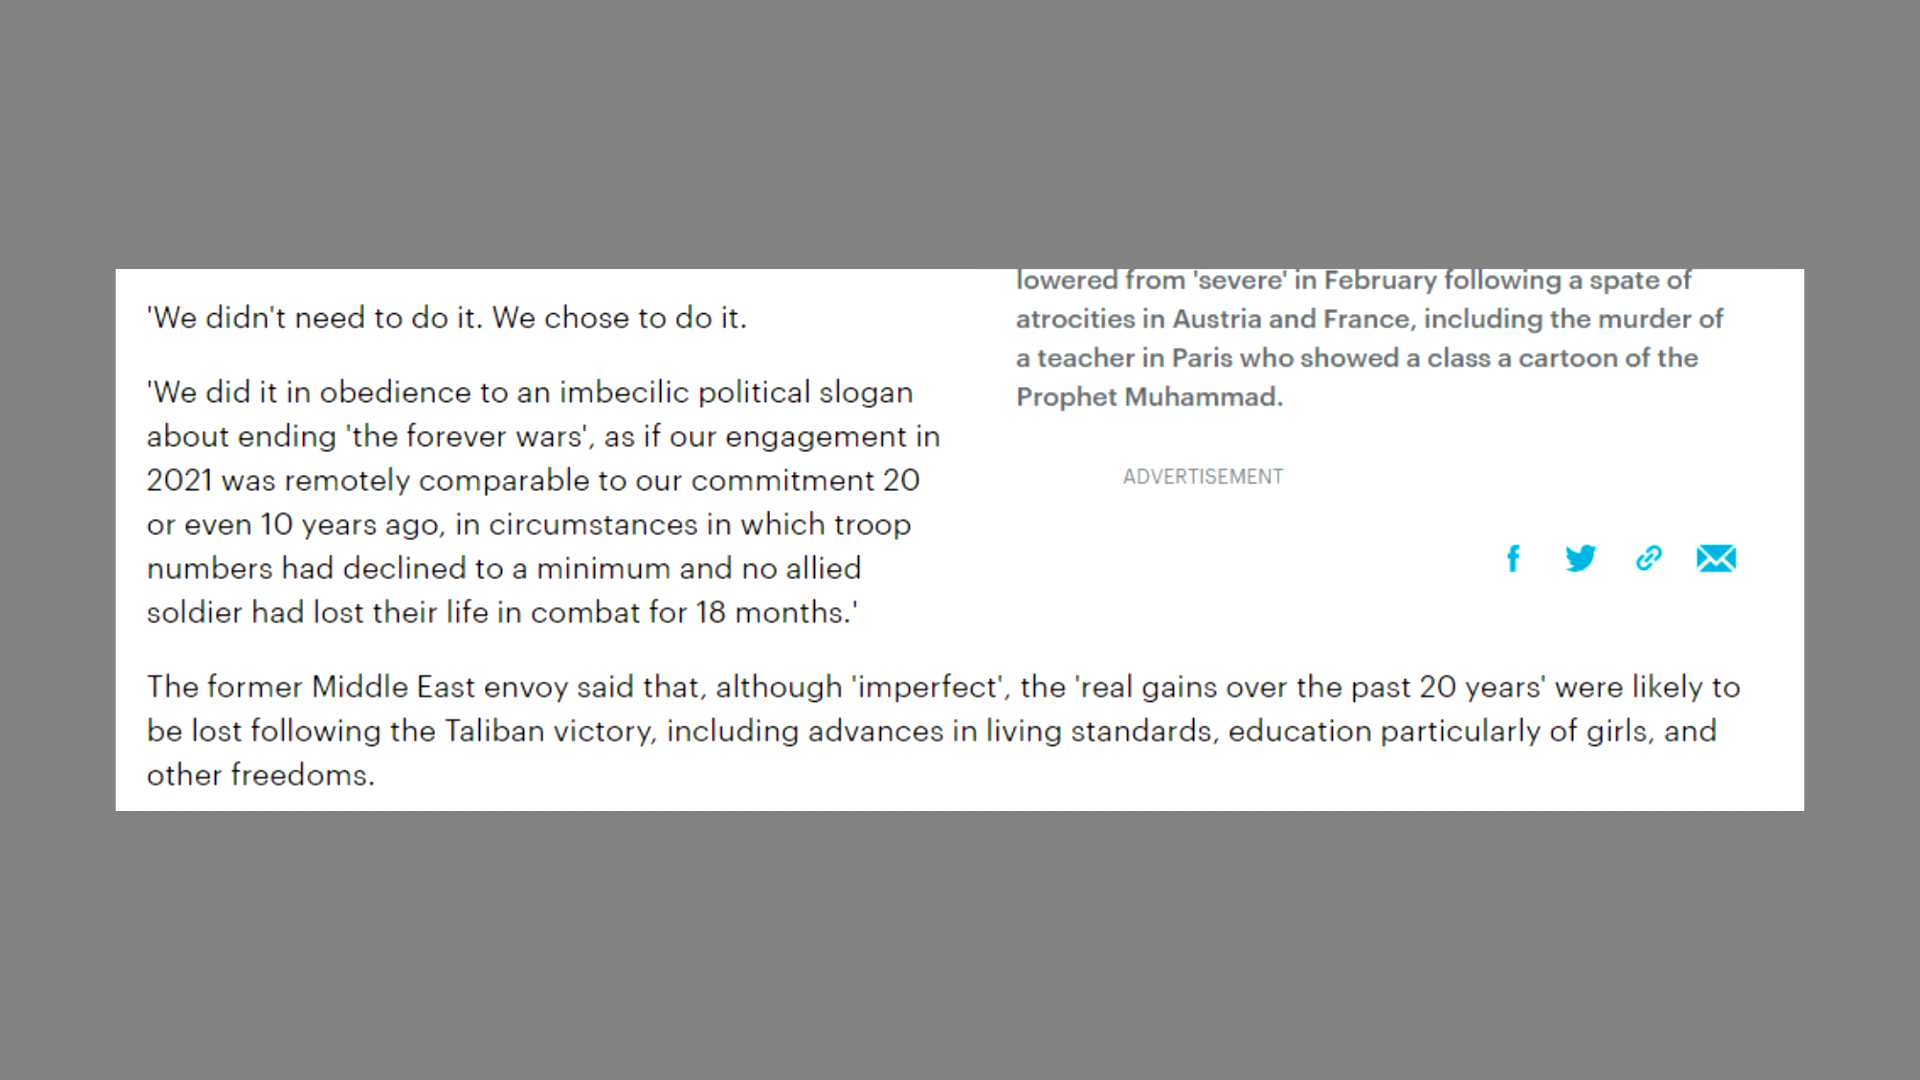 'We didn't need to do it. We chose to do it.
'We did it in obedience to an imbecilic political slogan
about ending 'the forever wars', as if our engagement in
2021 was remotely comparable to our commitment 20
or even 10 years ago, in circumstances in which troop
numbers had declined to a minimum and no allied
soldier had lost their life in combat for 18 months.'
lowered from 'severe' in February following a spate of
atrocities in Austria and France, including the murder of
a teacher in Paris who showed a class a cartoon of the
Prophet Muhammad.
ADVERTISEMENT
The former Middle East envoy said that, although 'imperfect', the 'real gains over the past 20 years' were likely to
be lost following the Taliban victory, including advances in living standards, education particularly of girls, and
other freedoms.